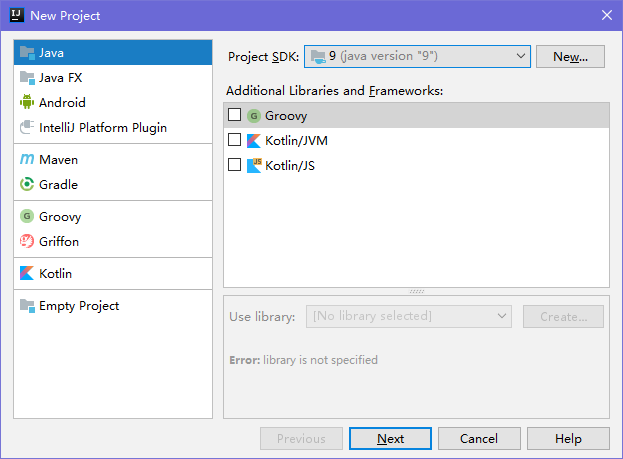 New Project
Java
Java FX
Android
IntelliJ Platform Plugin
Maven
Gradle
Groovy
Griffon
Kotlin
Empty Project
Project SDK: 9 (java version "9") New...
Additional Libraries and Frameworks:
Groovy
Kotlin/JVM
Kotlin/JS
Use library: [No library selected] Create...
Error: library is not specified
Previous Next Cancel Help